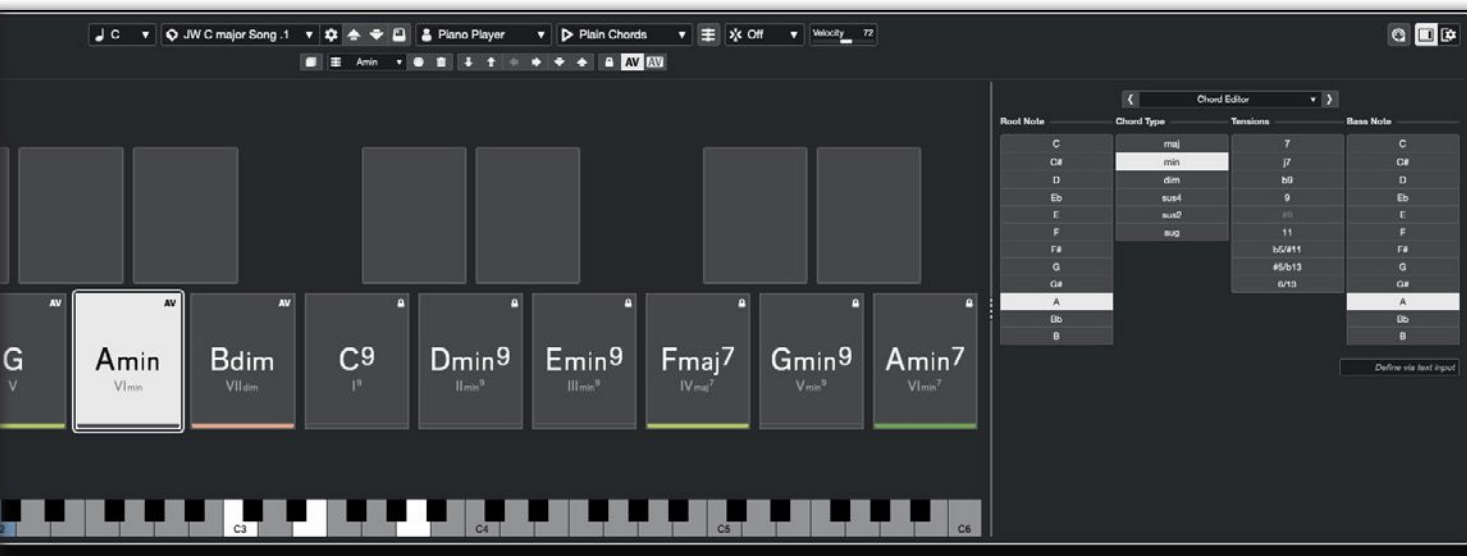 C JW C major Song .1 Piano Player Plain Chords Off Velocity 72
Amin AV AV
Chord Editor
Root Note Chord Type Tensions Bass Note
C maj 7 C
C# min j7 C#
D dim b9 D
Eb sus4 9 Eb
E sus2 #9 E
F aug 11 F
F# b5/#11 F#
G #5/b13 G
G# 6/13 G#
A A
Bb Bb
B B
Define via text input
AV AV AV
G Amin Bdim C9 Dmin9 Emin9 Fmaj7 Gmin9 Amin7
V VImin VIIdim I9 IImin9 IIImin9 IVmaj7 Vmin9 VImin7
2 C3 C4 C5 C6